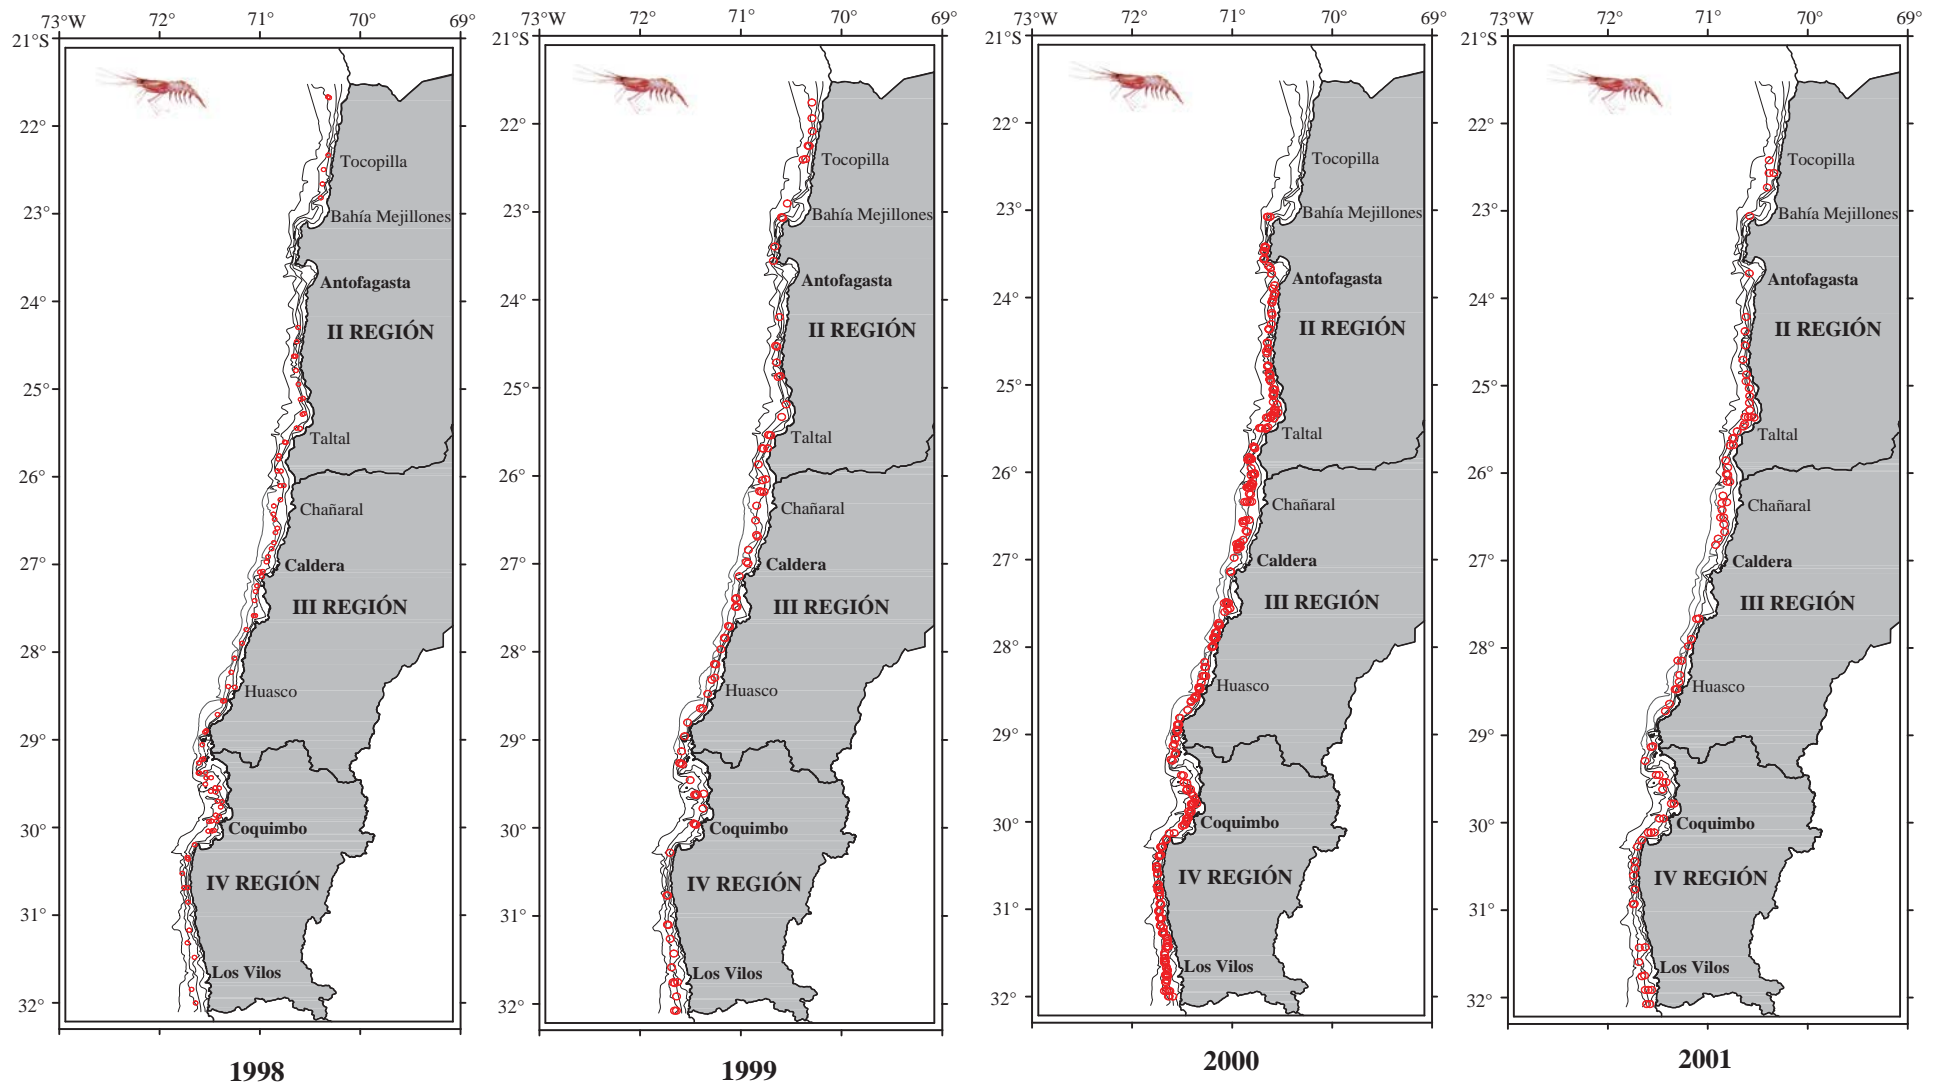 73°W 72° 71° 70° 69°
21°S
22°
23°
24°
25°
26°
27°
28°
29°
30°
31°
32°
Tocopilla
Bahía Mejillones
Antofagasta
II REGIÓN
Taltal
Chañaral
Caldera
III REGIÓN
Huasco
Coquimbo
IV REGIÓN
Los Vilos
1998
73°W 72° 71° 70° 69°
21°S
22°
23°
24°
25°
26°
27°
28°
29°
30°
31°
32°
Tocopilla
Bahía Mejillones
Antofagasta
II REGIÓN
Taltal
Chañaral
Caldera
III REGIÓN
Huasco
Coquimbo
IV REGIÓN
Los Vilos
1999
73°W 72° 71° 70° 69°
21°S
22°
23°
24°
25°
26°
27°
28°
29°
30°
31°
32°
Tocopilla
Bahía Mejillones
Antofagasta
II REGIÓN
Taltal
Chañaral
Caldera
III REGIÓN
Huasco
Coquimbo
IV REGIÓN
Los Vilos
2000
73°W 72° 71° 70° 69°
21°S
22°
23°
24°
25°
26°
27°
28°
29°
30°
31°
32°
Tocopilla
Bahía Mejillones
Antofagasta
II REGIÓN
Taltal
Chañaral
Caldera
III REGIÓN
Huasco
Coquimbo
IV REGIÓN
Los Vilos
2001